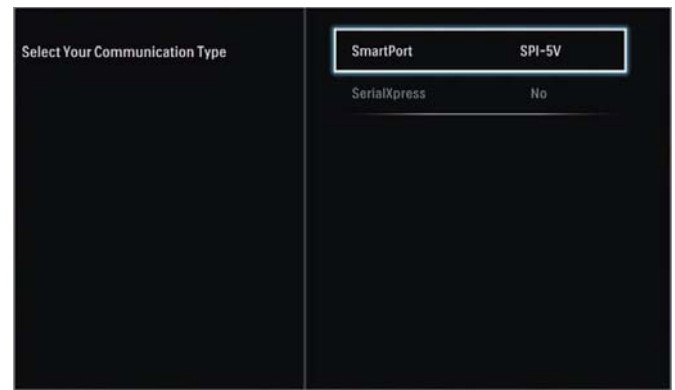 Select Your Communication Type
SmartPort SPI-5V
SerialXpress No